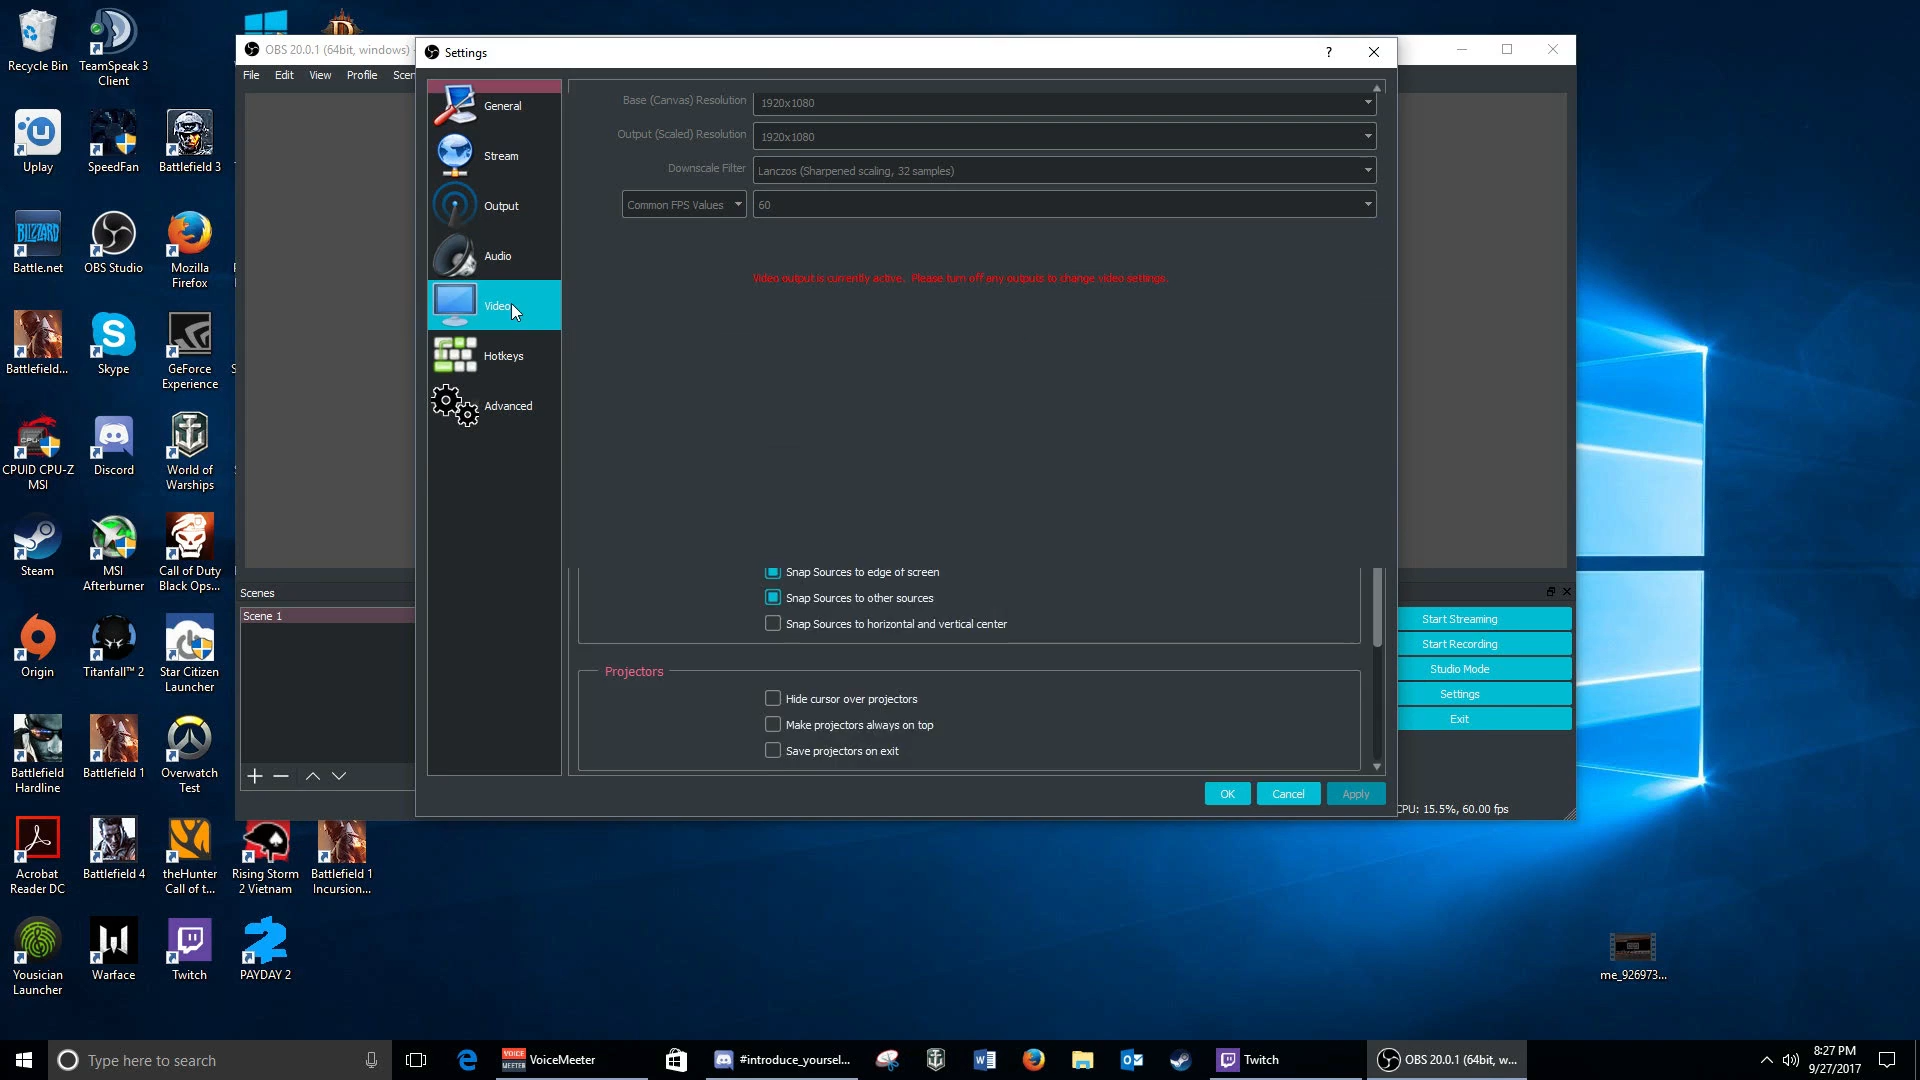 Recycle Bin
TeamSpeak 3
Client
Uplay
SpeedFan
Battlefield 3
Battle.net
OBS Studio
Mozilla
Firefox
Battlefield...
Skype
GeForce
Experience
CPUID CPU-Z
MSI
Discord
World of
Warships
Steam
MSI
Afterburner
Call of Duty
Black Ops...
Origin
Titanfall™ 2
Star Citizen
Launcher
Battlefield
Hardline
Battlefield 1
Overwatch
Test
Acrobat
Reader DC
Battlefield 4
theHunter
Call of t...
Rising Storm
2 Vietnam
Battlefield 1
Incursion...
Yousician
Launcher
Warface
Twitch
PAYDAY 2
me_926973...
OBS 20.0.1 (64bit, windows)
File Edit View Profile Scen
Settings
?
General
Stream
Output
Audio
Video
Hotkeys
Advanced
Base (Canvas) Resolution 1920x1080
Output (Scaled) Resolution 1920x1080
Downscale Filter Lanczos (Sharpened scaling, 32 samples)
Common FPS Values 60
Video output is currently active. Please turn off any outputs to change video settings.
Snap Sources to edge of screen
Snap Sources to other sources
Snap Sources to horizontal and vertical center
Projectors
Hide cursor over projectors
Make projectors always on top
Save projectors on exit
OK Cancel Apply
Scenes
Scene 1
Start Streaming
Start Recording
Studio Mode
Settings
Exit
CPU: 15.5%, 60.00 fps
Type here to search
VOICE
MEETER
VoiceMeeter
#introduce_yoursel...
Twitch
OBS 20.0.1 (64bit, w...
8:27 PM
9/27/2017